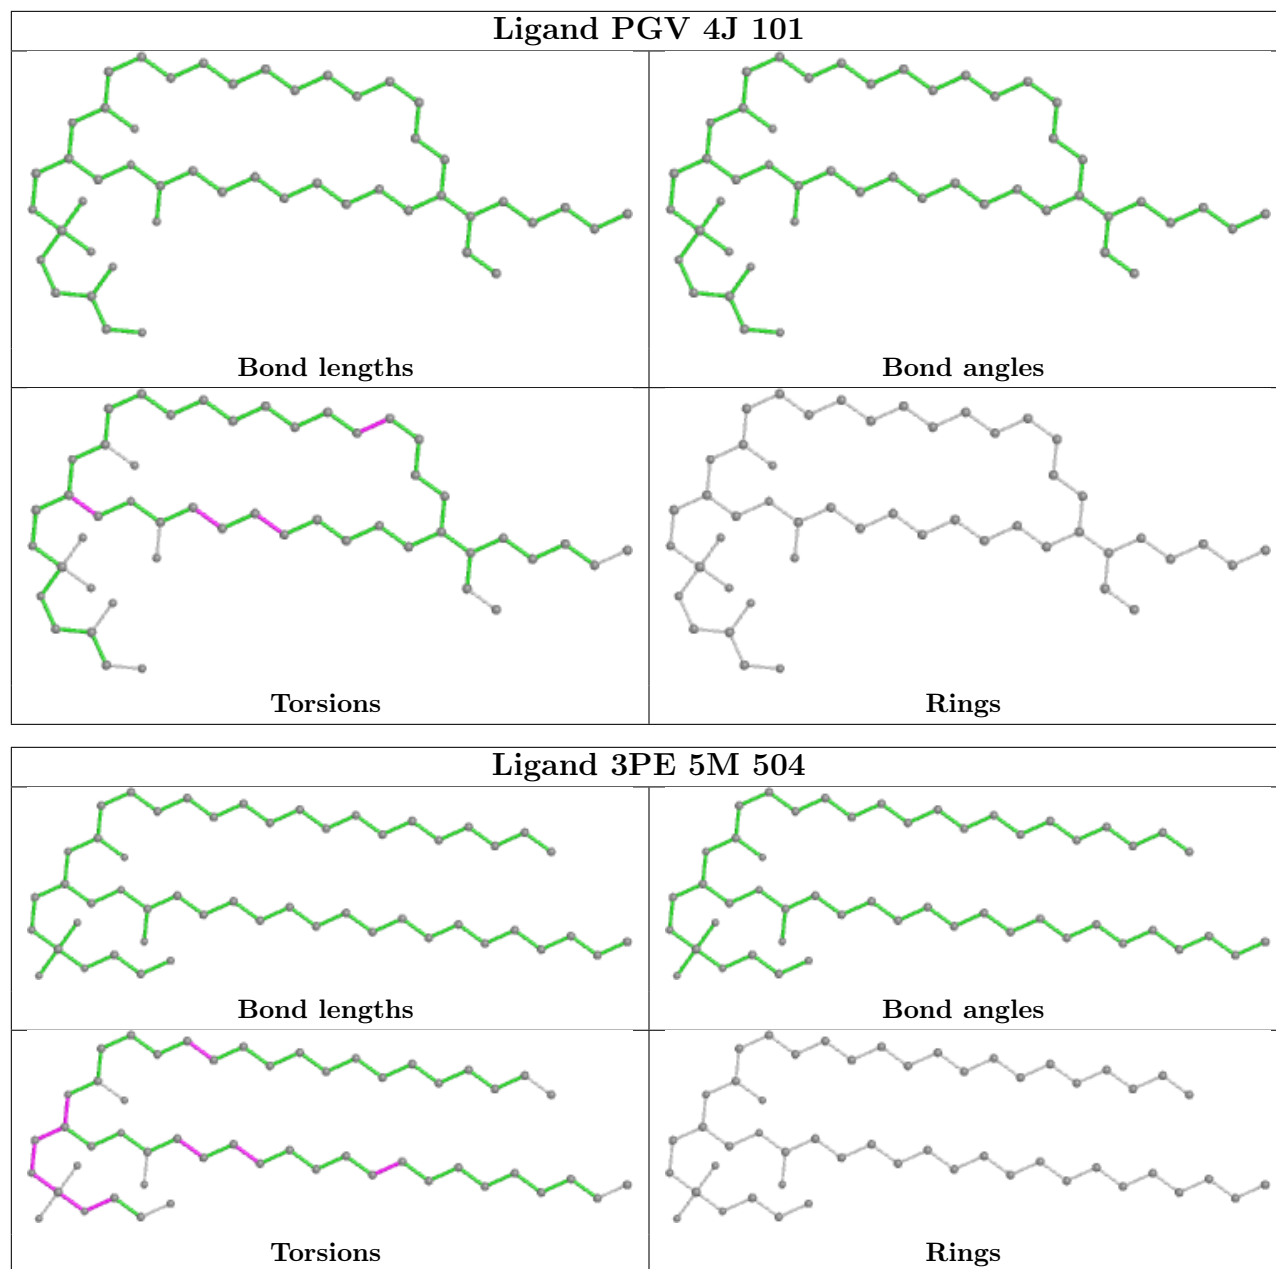 Ligand PGV 4J 101
Bond lengths
Bond angles
Torsions
Rings
Ligand 3PE 5M 504
Bond lengths
Bond angles
Torsions
Rings